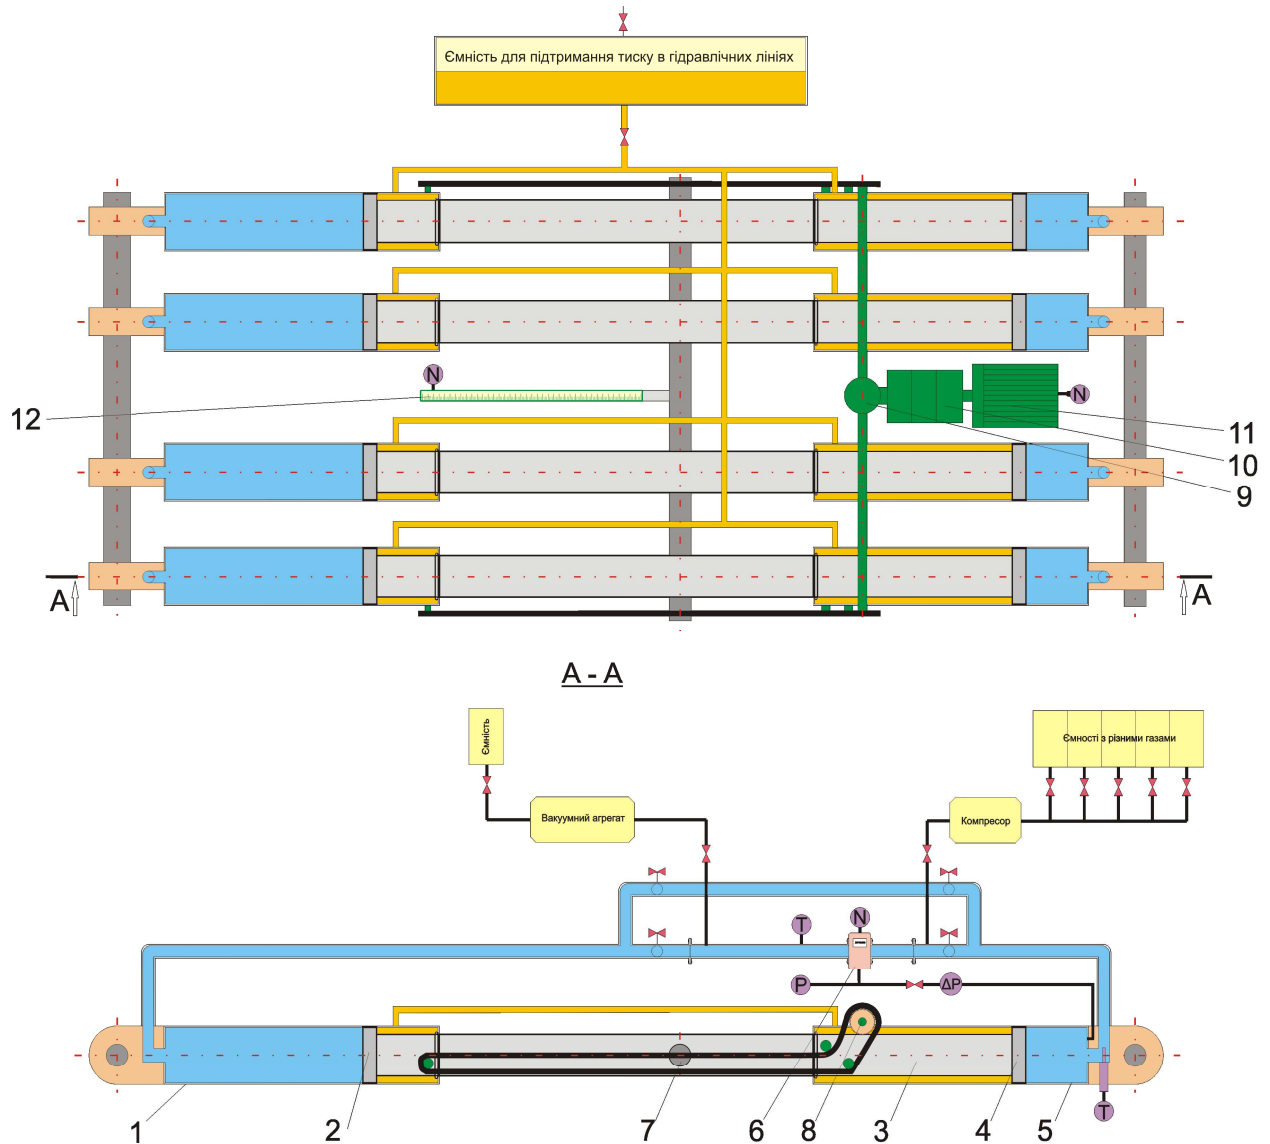 Ємність для підтримання тиску в гідравлічних лініях
N
12
N
11
10
9
A
A
A - A
Ємність
Ємності з різними газами
Вакуумний агрегат
Компресор
T
N
P
ΔP
T
1
2
7
6
8
3
4
5